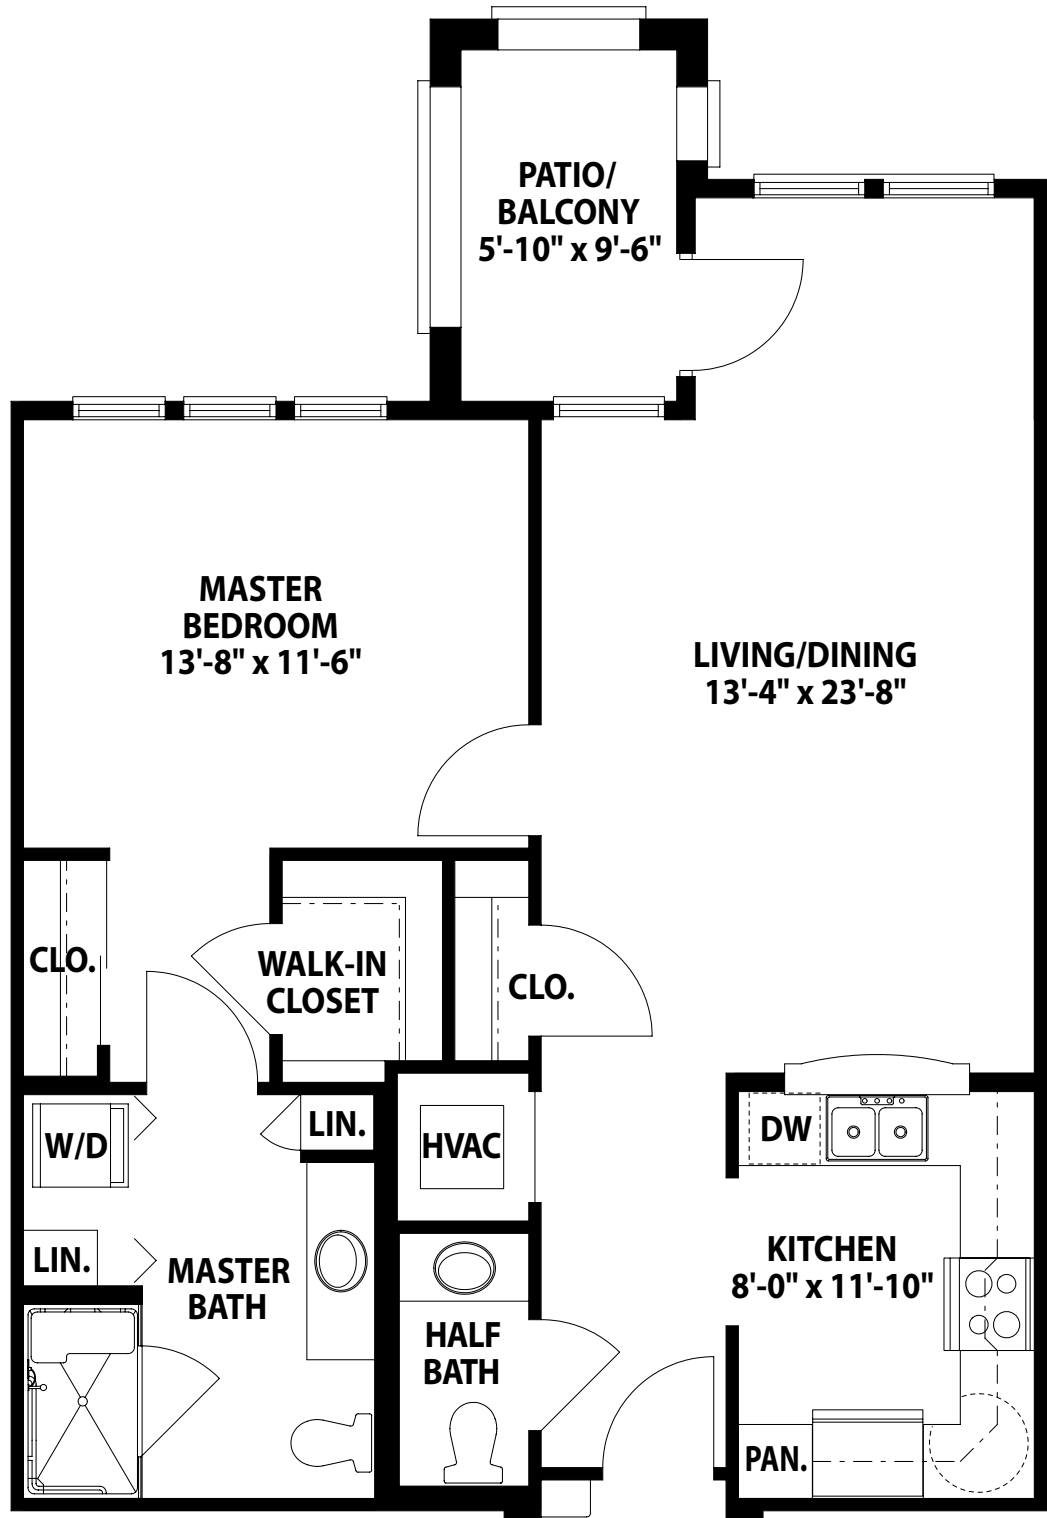 PATIO/
BALCONY
5'-10" x 9'-6"
MASTER
BEDROOM
13'-8" x 11'-6"
LIVING/DINING
13'-4" x 23'-8"
CLO.
WALK-IN
CLOSET
CLO.
W/D
LIN.
HVAC
DW
LIN.
MASTER
BATH
KITCHEN
8'-0" x 11'-10"
HALF
BATH
PAN.